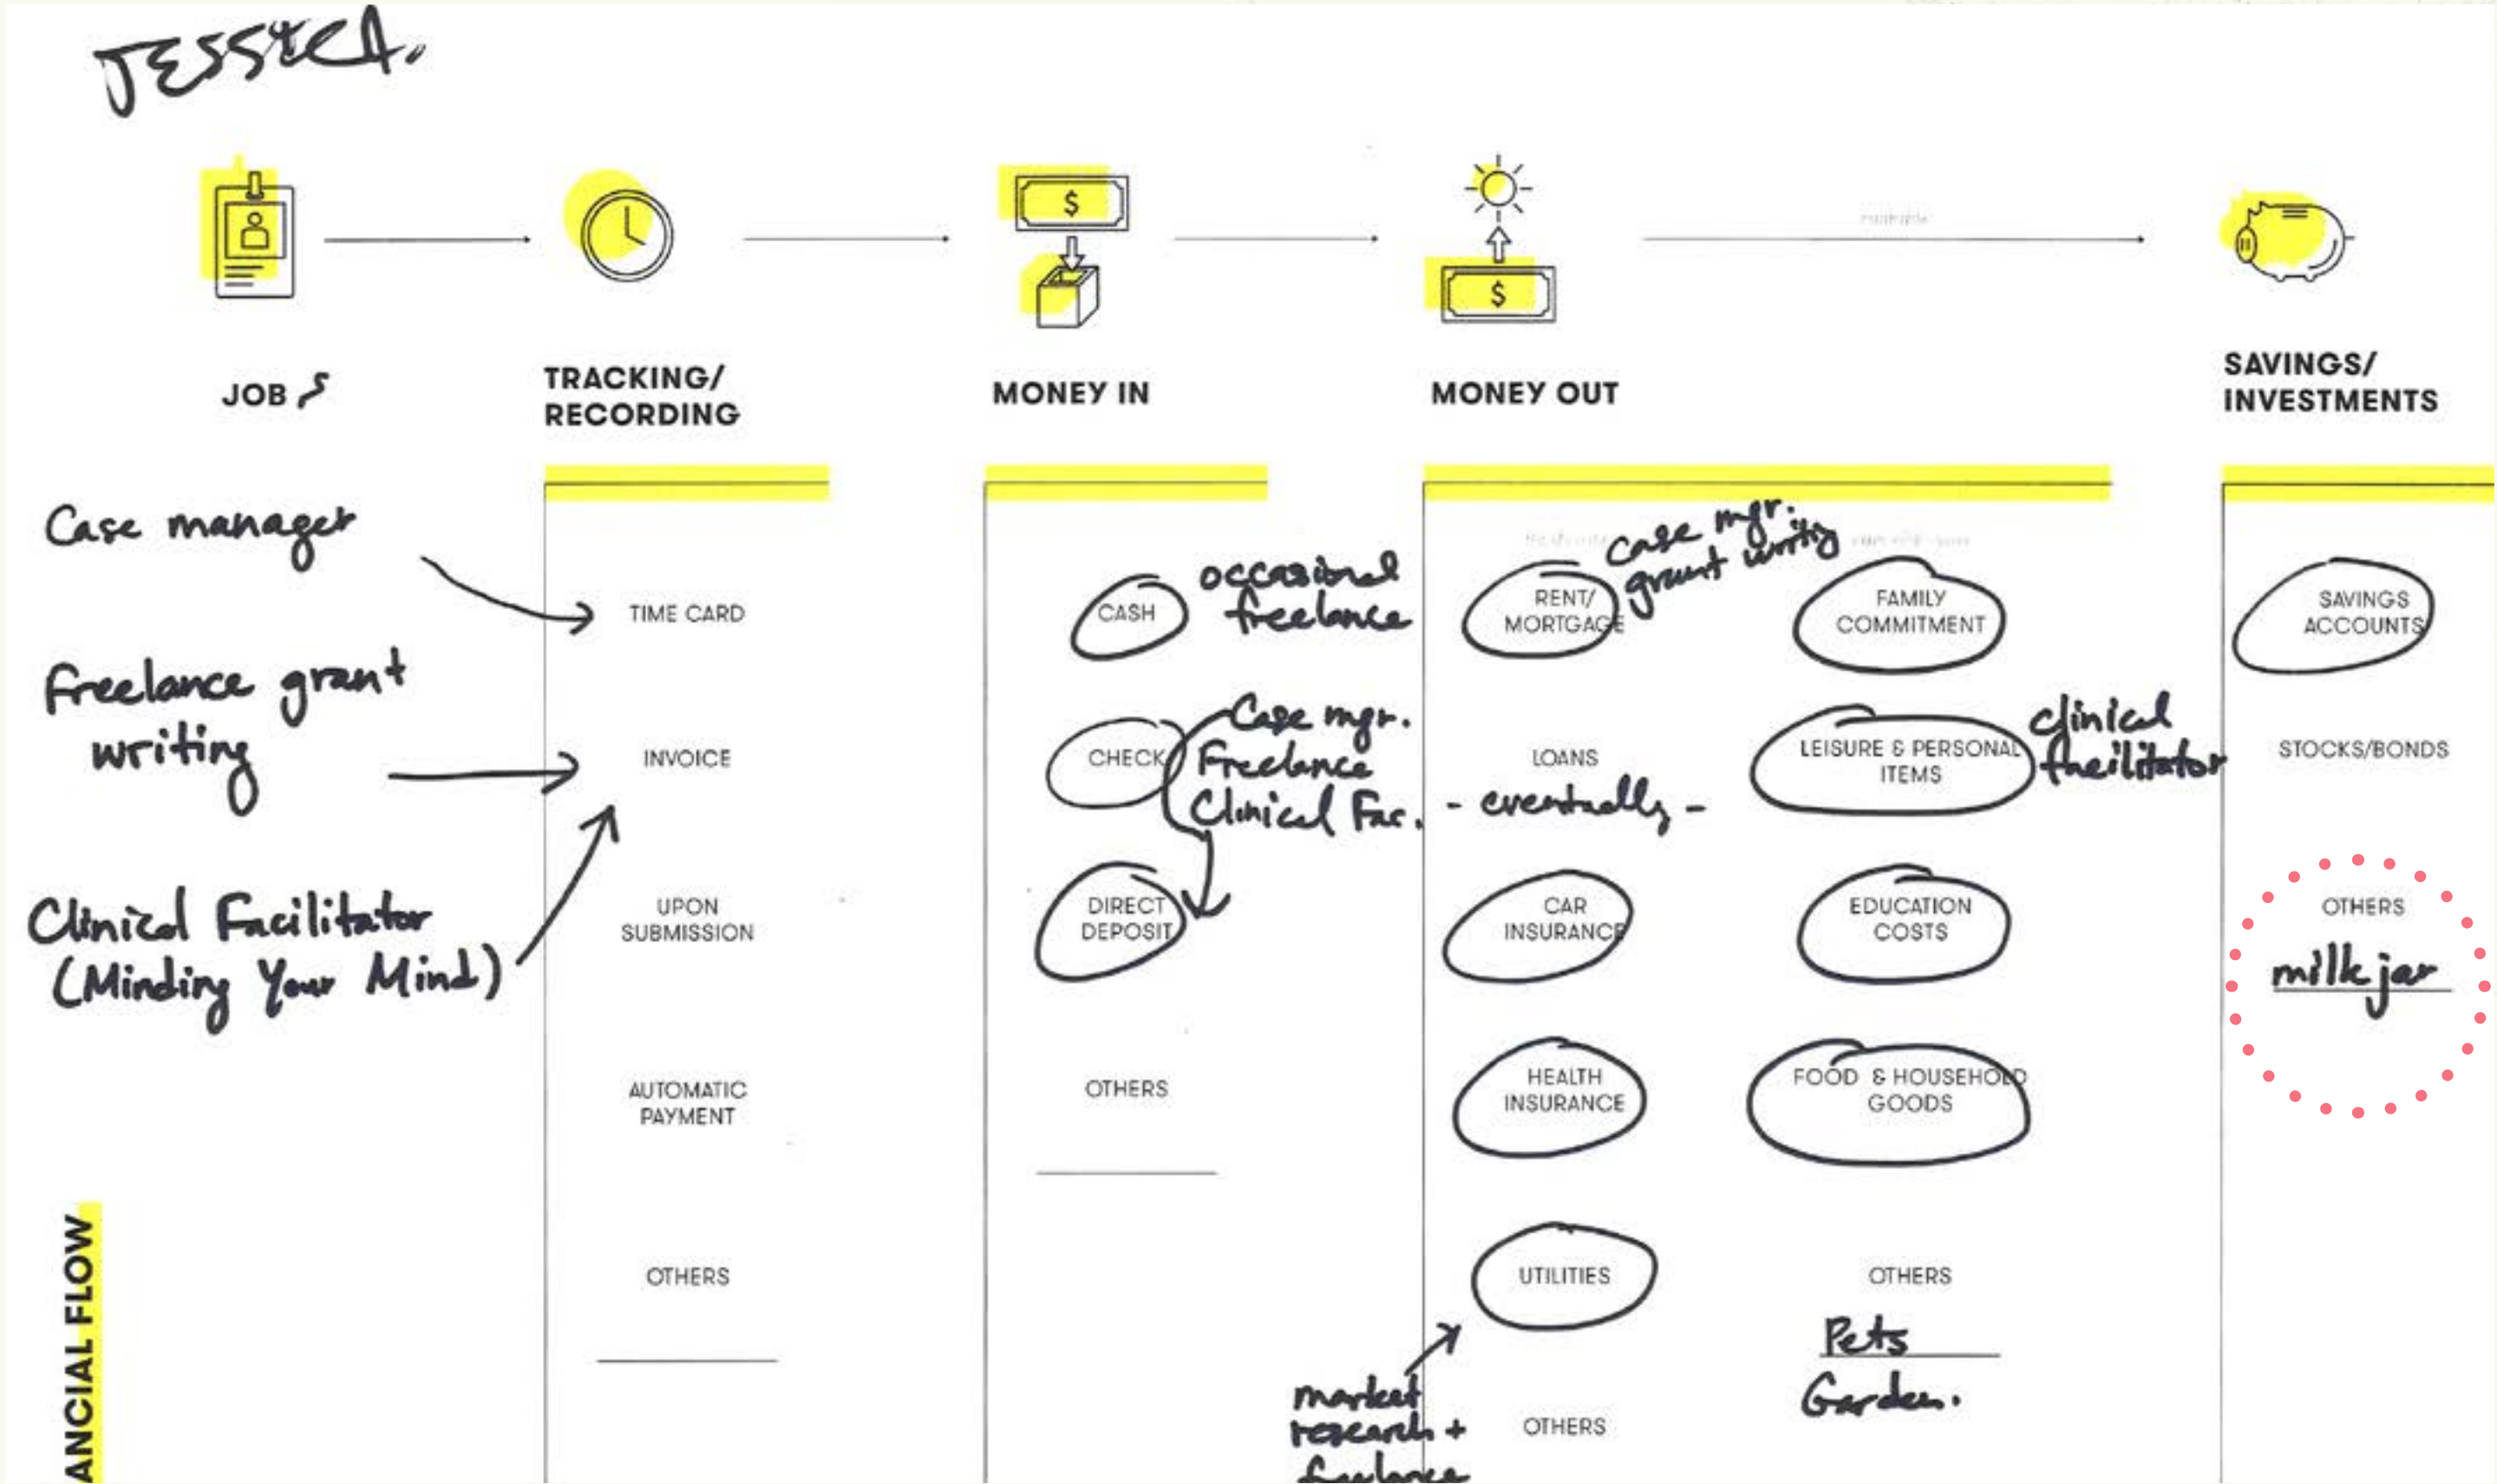 JESSICA.
JOB s
TRACKING/
RECORDING
MONEY IN
MONEY OUT
SAVINGS/
INVESTMENTS
Case manager
Freelance grant
writing
Clinical Facilitator
(Minding Your Mind)
TIME CARD
INVOICE
UPON
SUBMISSION
AUTOMATIC
PAYMENT
OTHERS
CASH
occasional
freelance
CHECK
Case mgr.
Freelance
Clinical Fac.
DIRECT
DEPOSIT
OTHERS
case mgr.
grant writing
RENT/
MORTGAGE
LOANS
- eventually -
CAR
INSURANCE
HEALTH
INSURANCE
UTILITIES
market
research +
freelance
OTHERS
FAMILY
COMMITMENT
LEISURE & PERSONAL
ITEMS
clinical
facilitator
EDUCATION
COSTS
FOOD & HOUSEHOLD
GOODS
OTHERS
Pets
Garden.
SAVINGS
ACCOUNTS
STOCKS/BONDS
OTHERS
milk jar
ANCIAL FLOW